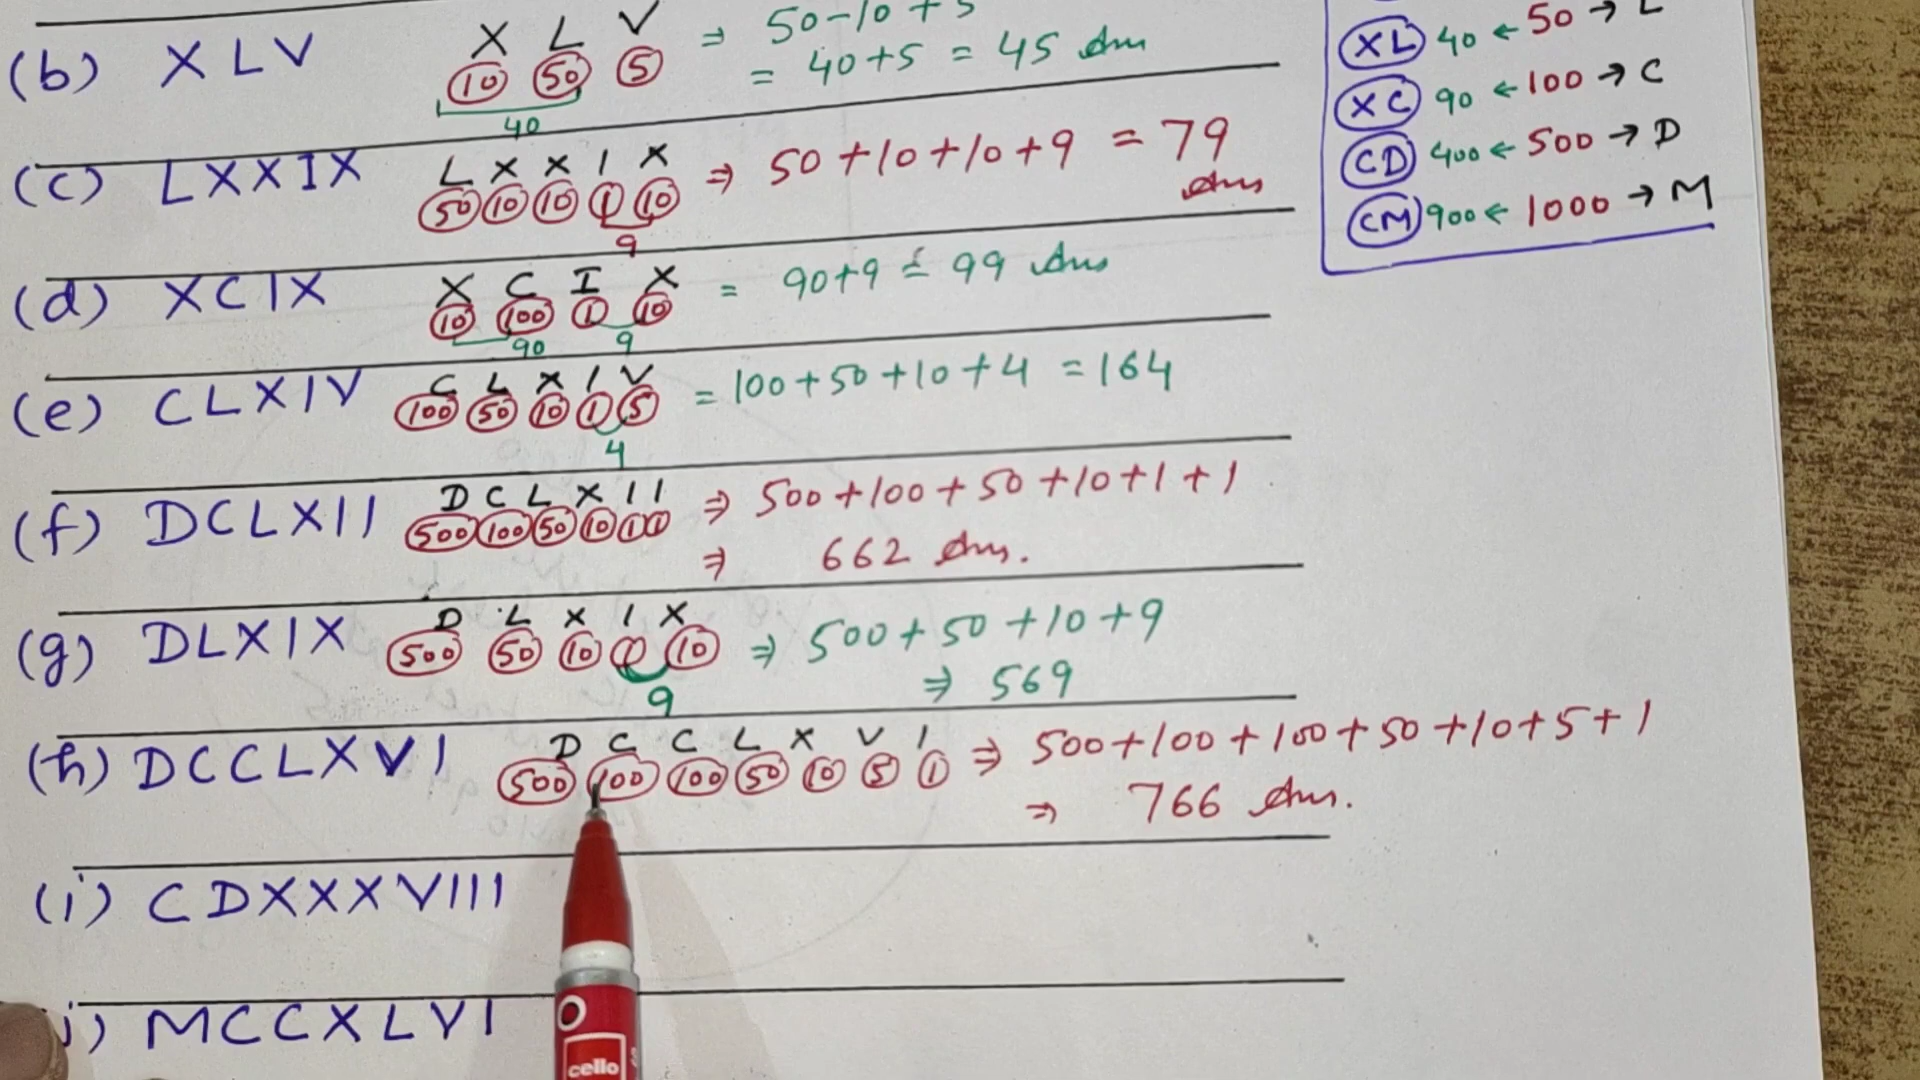 (b) XLV X L V ⇒ 50-10+5
10 50 5 = 40+5 = 45 Ans
40
(c) LXXIX L X X I X ⇒ 50+10+10+9 = 79
50 10 10 1 10 Ans
9
(d) XCIX X C I X = 90+9 = 99 Ans
10 100 1 10
90 9
(e) CLXIV C L X I V = 100+50+10+4 = 164
100 50 10 1 5
4
(f) DCLXII D C L X I I ⇒ 500+100+50+10+1+1
500 100 50 10 1 1 ⇒ 662 Ans.
(g) DLXIX D L X I X ⇒ 500+50+10+9
500 50 10 1 10 ⇒ 569
9
(h) DCCLXVI D C C L X V I ⇒ 500+100+100+50+10+5+1
500 100 100 50 10 5 1 ⇒ 766 Ans.
(i) CDXXXVIII
j) MCCXLVI
XL 40 ← 50 → L
XC 90 ← 100 → C
CD 400 ← 500 → D
CM 900 ← 1000 → M
cello